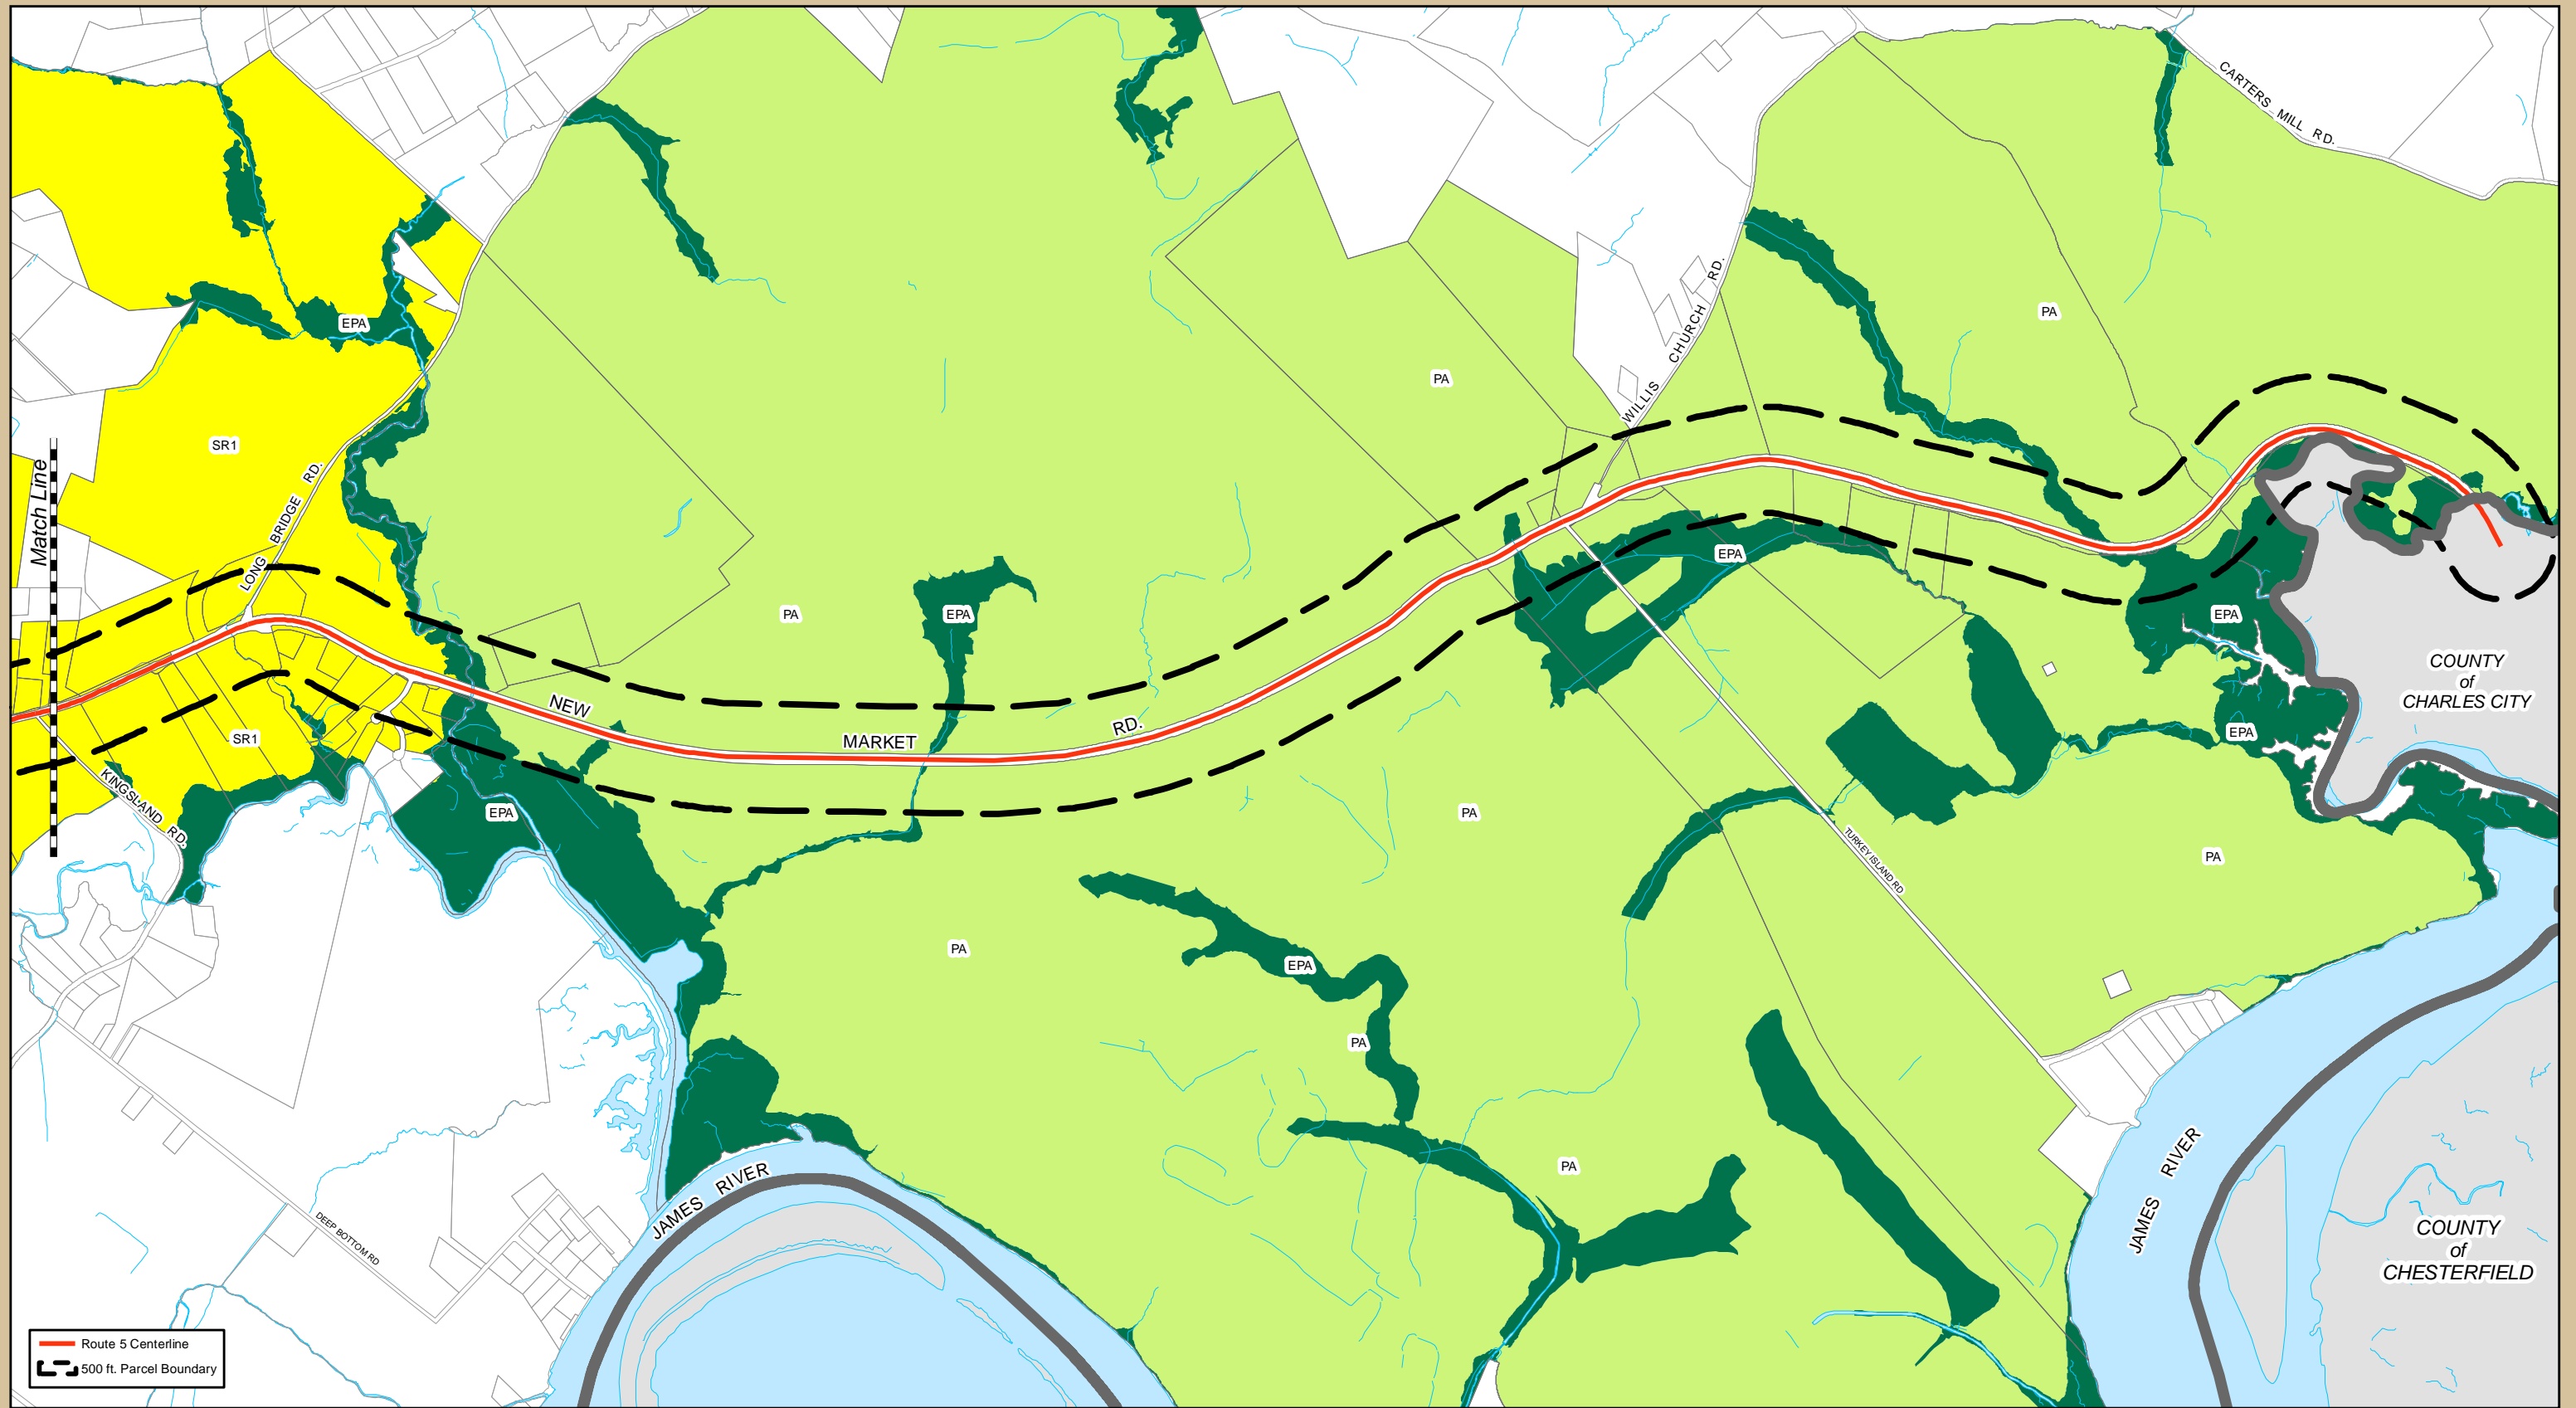 CARTERS MILL RD.
PA
EPA
WILLIS CHURCH RD.
PA
SR1
Match Line
LONG BRIDGE RD.
EPA
PA
EPA
EPA
COUNTY
of
CHARLES CITY
NEW MARKET RD.
SR1
EPA
KINGSLAND RD.
EPA
PA
TURKEY ISLAND RD
PA
PA
EPA
PA
PA
JAMES RIVER
JAMES RIVER
DEEP BOTTOM RD
COUNTY
of
CHESTERFIELD
Route 5 Centerline
500 ft. Parcel Boundary